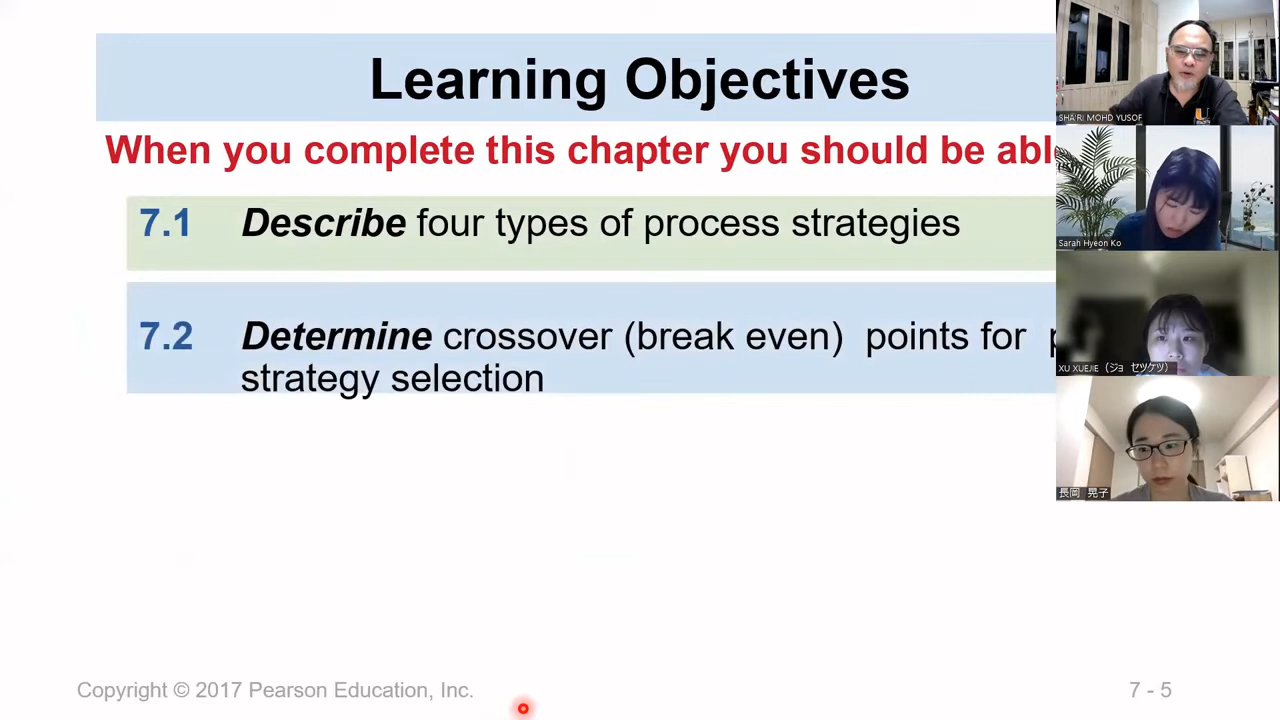 Learning Objectives
When you complete this chapter you should be abl
7.1 Describe four types of process strategies
7.2 Determine crossover (break even) points for p
strategy selection
Copyright © 2017 Pearson Education, Inc.
7 - 5
SHA'RI MOHD YUSOF
Sarah Hyeon Ko
XU XUEJIE (ジョ セツケツ)
長岡 晃子